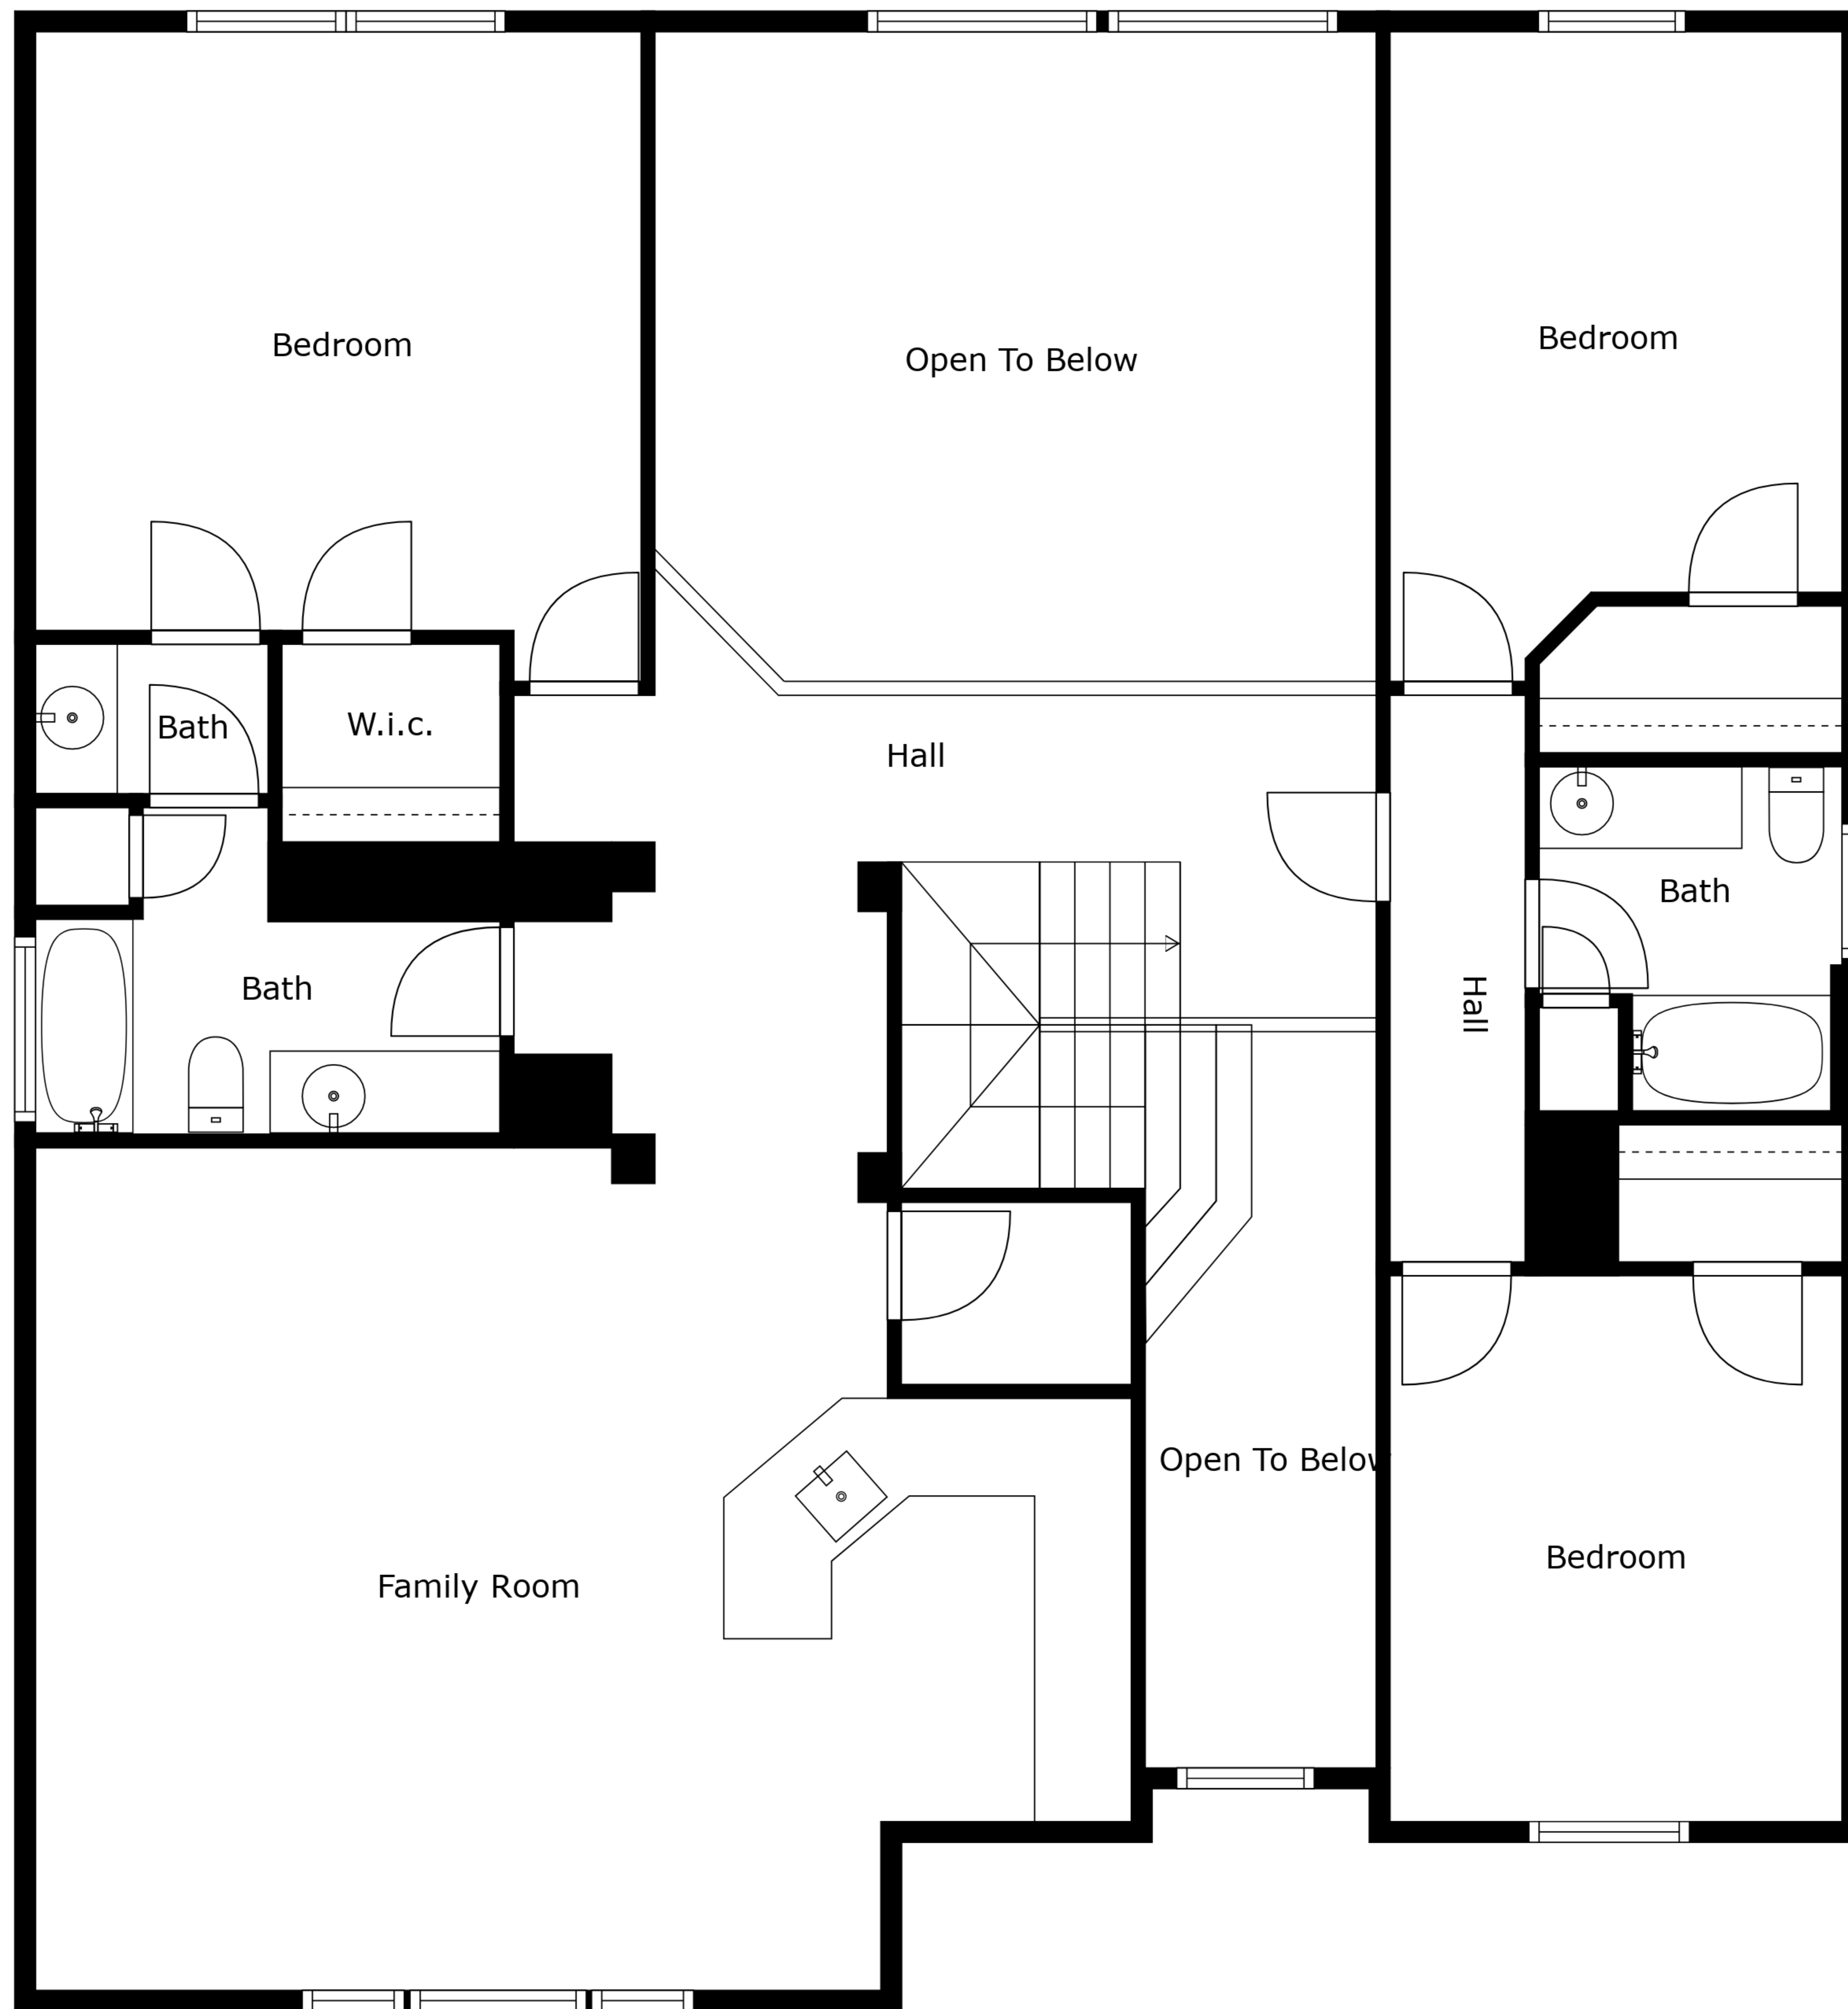 Bedroom
Open To Below
Bedroom
Bath
W.i.c.
Hall
Bath
Bath
Hall
Open To Below
Family Room
Bedroom